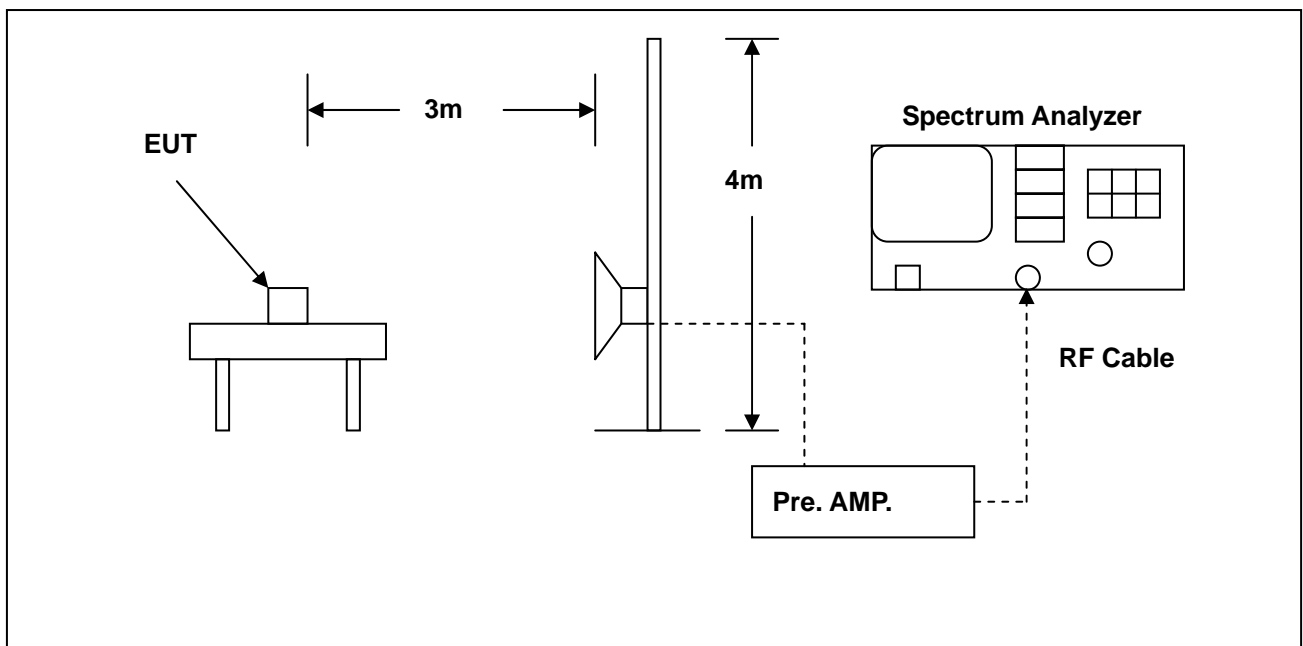 3m
Spectrum Analyzer
EUT
4m
RF Cable
Pre. AMP.